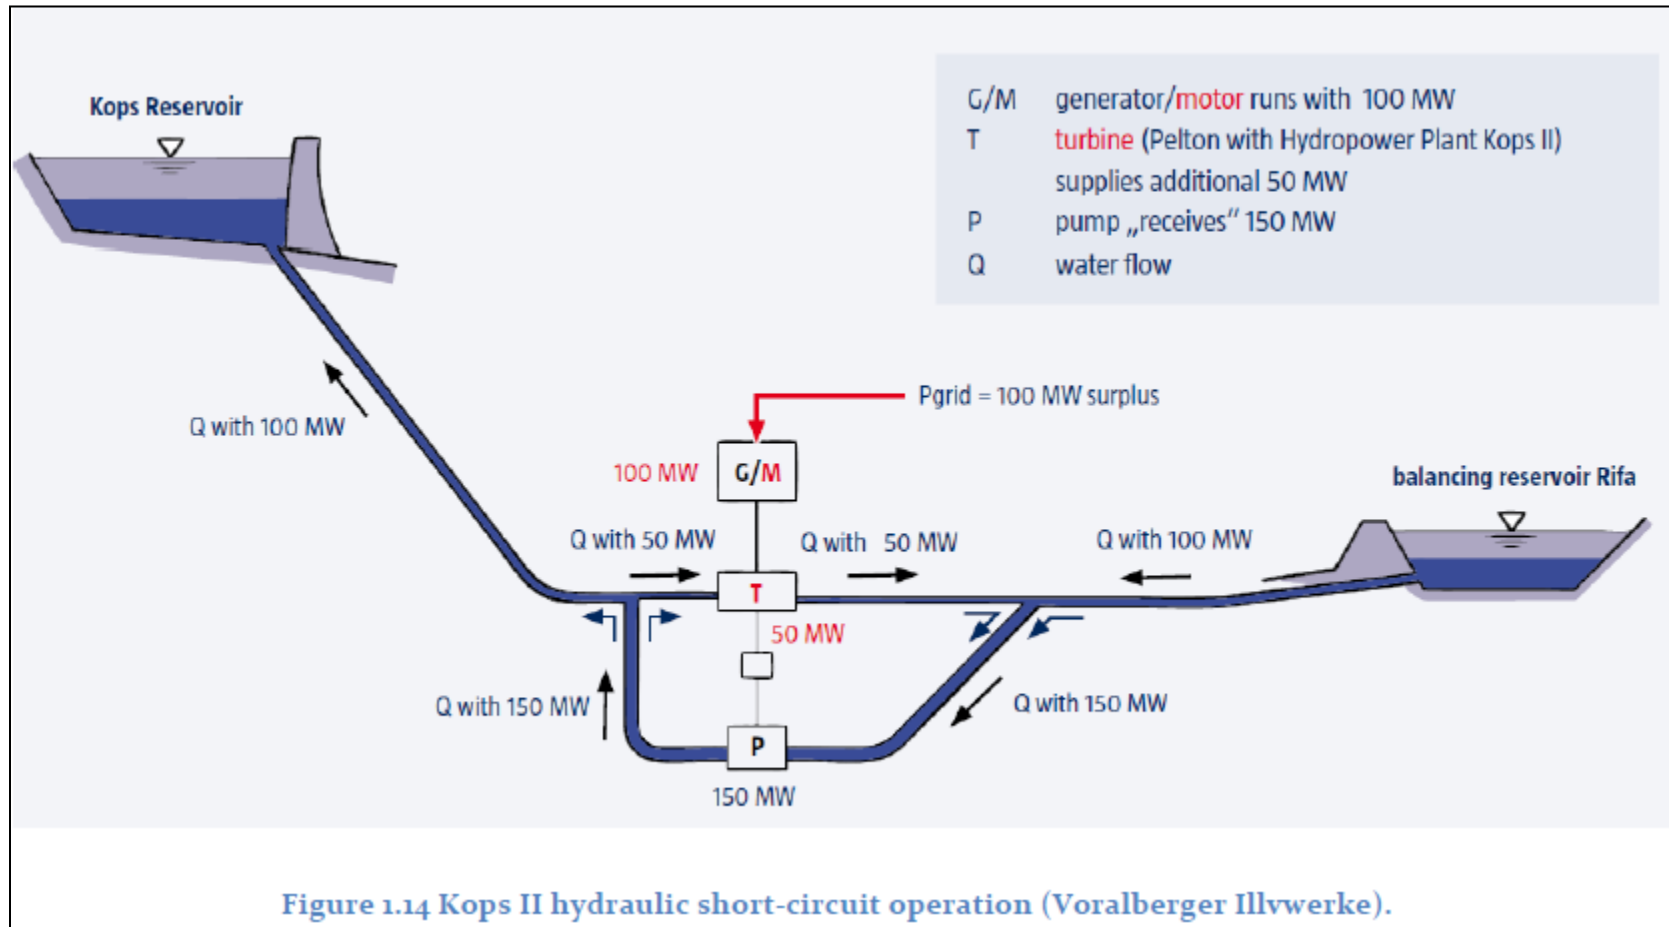 Kops Reservoir
G/M generator/motor runs with 100 MW
T turbine (Pelton with Hydropower Plant Kops II)
supplies additional 50 MW
P pump „receives“ 150 MW
Q water flow
Pgrid = 100 MW surplus
Q with 100 MW
100 MW
G/M
balancing reservoir Rifa
Q with 50 MW
Q with 50 MW
Q with 100 MW
T
50 MW
Q with 150 MW
Q with 150 MW
P
150 MW
Figure 1.14 Kops II hydraulic short-circuit operation (Voralberger Illvwerke).